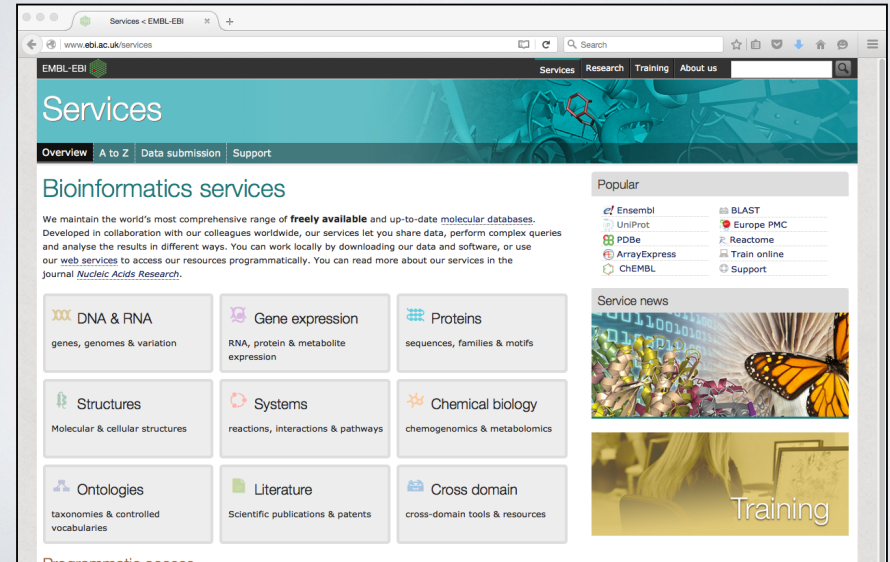 Services < EMBL-EBI
www.ebi.ac.uk/services
Search
EMBL-EBI
Services Research Training About us
Services
Overview A to Z Data submission Support
Bioinformatics services
We maintain the world's most comprehensive range of freely available and up-to-date molecular databases.
Developed in collaboration with our colleagues worldwide, our services let you share data, perform complex queries
and analyse the results in different ways. You can work locally by downloading our data and software, or use
our web services to access our resources programmatically. You can read more about our services in the
journal Nucleic Acids Research.
DNA & RNA
genes, genomes & variation
Gene expression
RNA, protein & metabolite
expression
Proteins
sequences, families & motifs
Structures
Molecular & cellular structures
Systems
reactions, interactions & pathways
Chemical biology
chemogenomics & metabolomics
Ontologies
taxonomies & controlled
vocabularies
Literature
Scientific publications & patents
Cross domain
cross-domain tools & resources
Popular
Ensembl
UniProt
PDBe
ArrayExpress
ChEMBL
BLAST
Europe PMC
Reactome
Train online
Support
Service news
Training